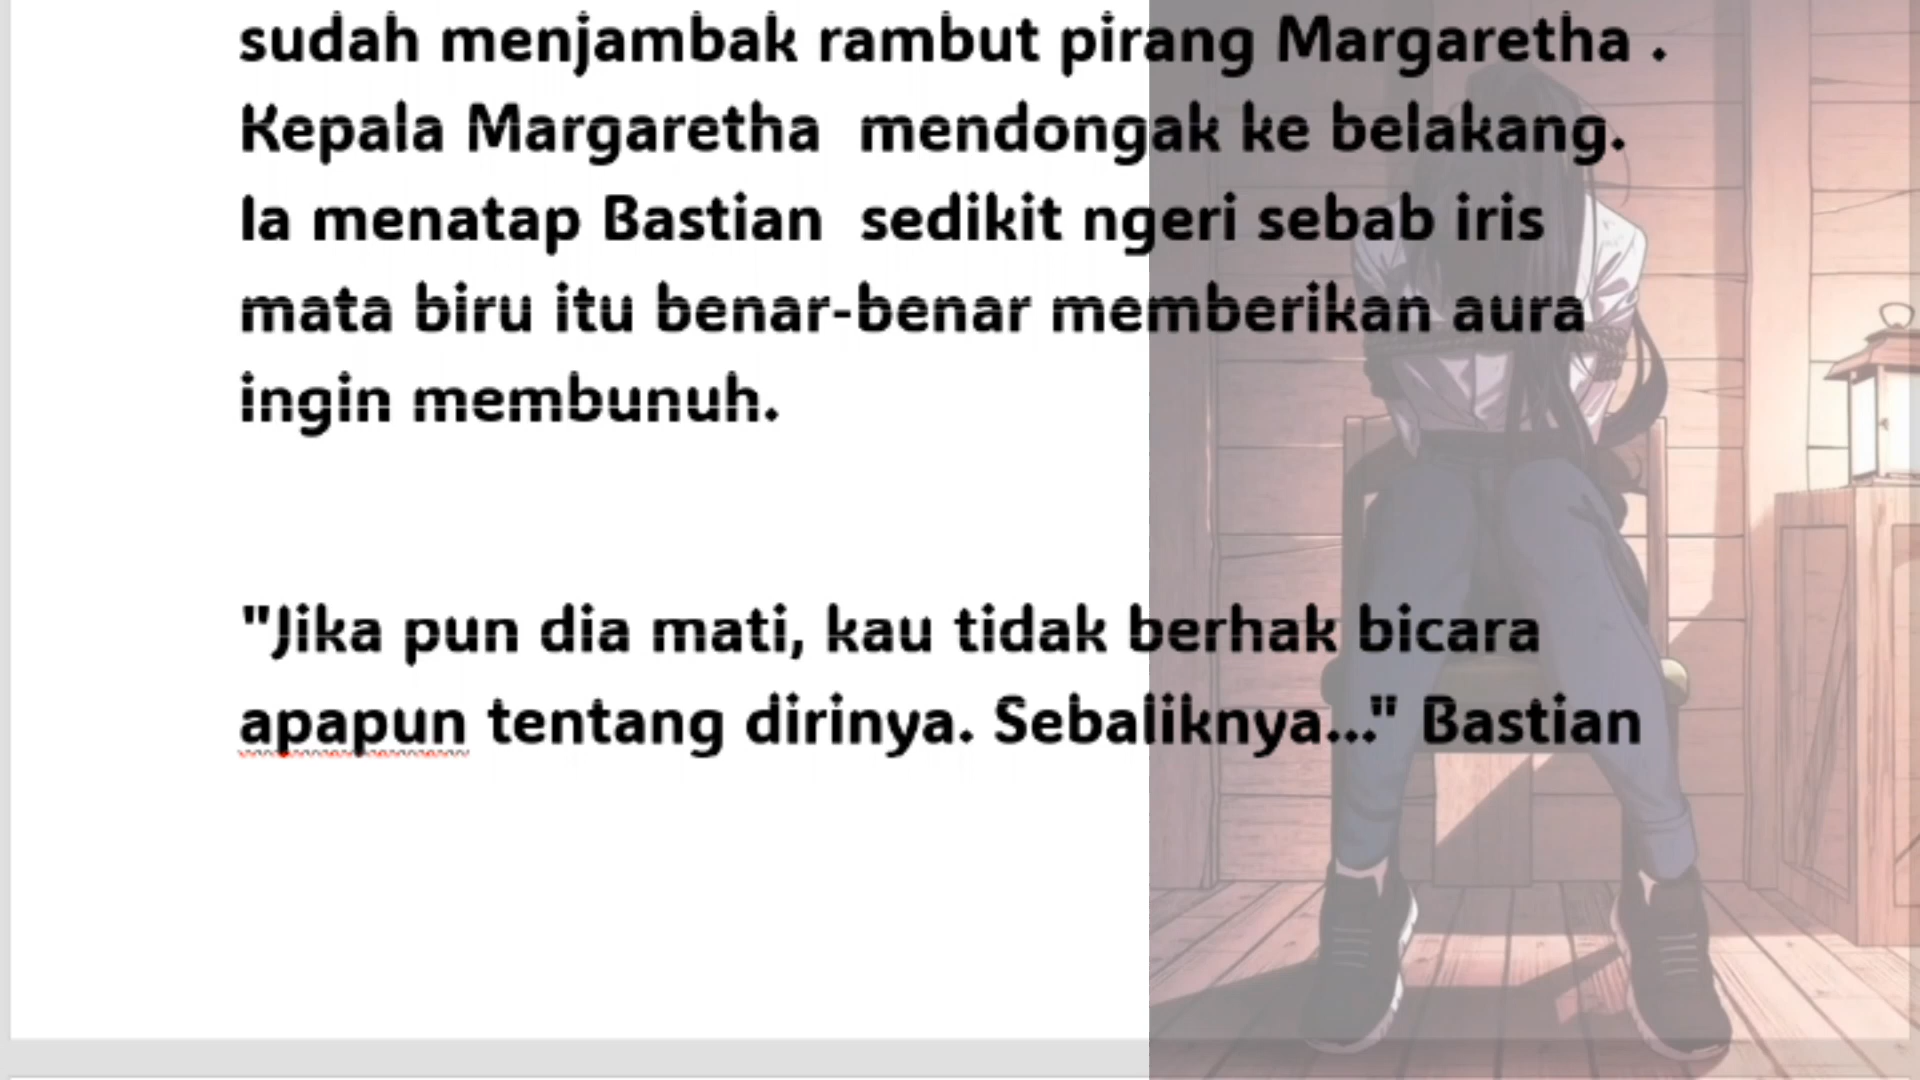 sudah menjambak rambut pirang Margaretha .
Kepala Margaretha  mendongak ke belakang.
Ia menatap Bastian  sedikit ngeri sebab iris
mata biru itu benar-benar memberikan aura
ingin membunuh.
"Jika pun dia mati, kau tidak berhak bicara
apapun tentang dirinya. Sebaliknya..." Bastian